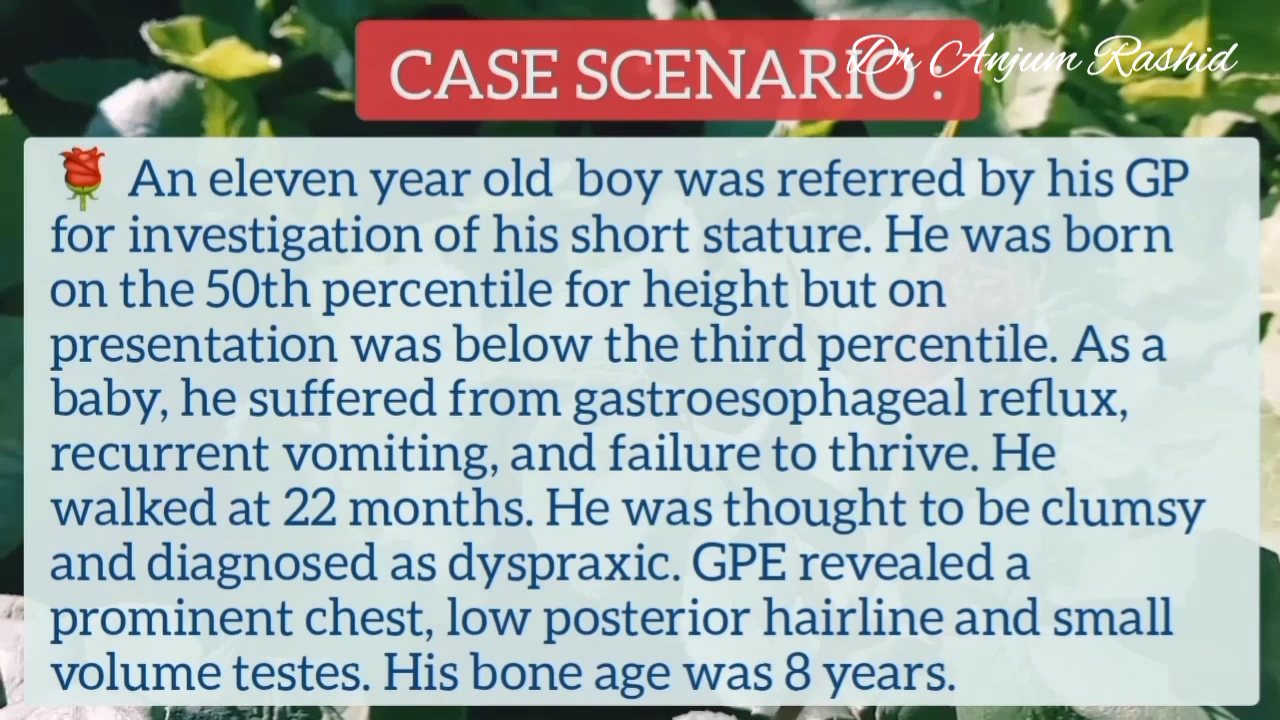 CASE SCENARIO :
Dr Anjum Rashid
🌹 An eleven year old boy was referred by his GP
for investigation of his short stature. He was born
on the 50th percentile for height but on
presentation was below the third percentile. As a
baby, he suffered from gastroesophageal reflux,
recurrent vomiting, and failure to thrive. He
walked at 22 months. He was thought to be clumsy
and diagnosed as dyspraxic. GPE revealed a
prominent chest, low posterior hairline and small
volume testes. His bone age was 8 years.